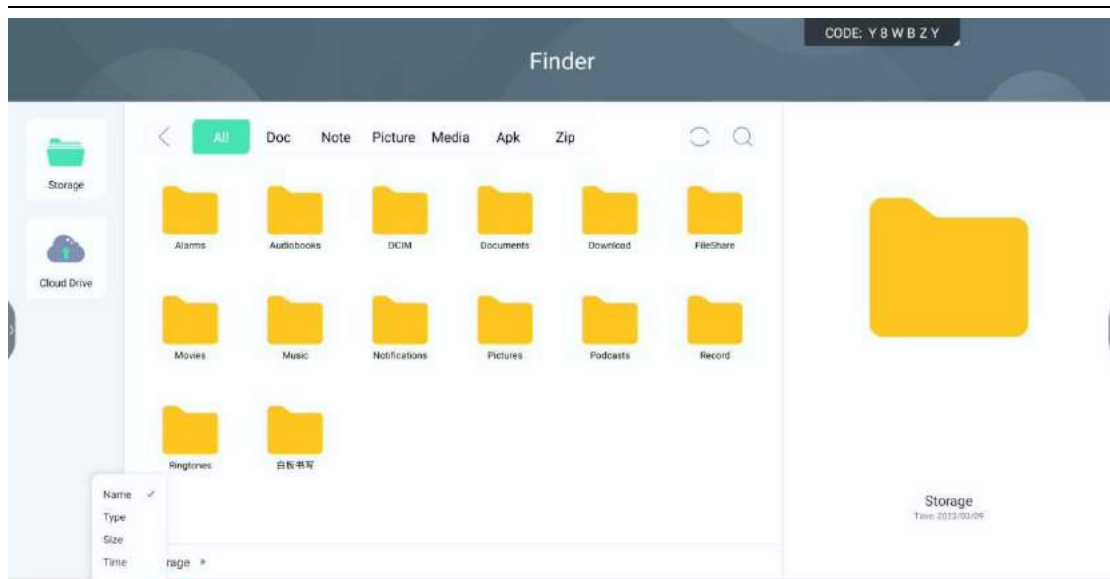 CODE: Y 8 W B Z Y
Finder
All Doc Note Picture Media Apk Zip
Storage
Cloud Drive
Alarms Audiobooks DCIM Documents Download FileShare
Movies Music Notifications Pictures Podcasts Record
Ringtones 白板书写
Name
Type
Size
Time
rage
Storage